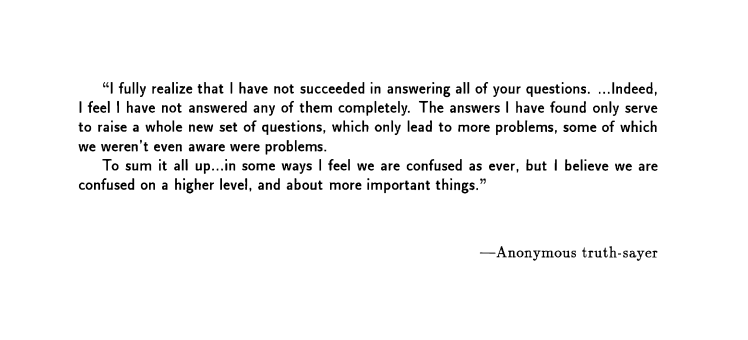 “I fully realize that I have not succeeded in answering all of your questions. ...Indeed,
I feel I have not answered any of them completely. The answers I have found only serve
to raise a whole new set of questions, which only lead to more problems, some of which
we weren’t even aware were problems.
To sum it all up...in some ways I feel we are confused as ever, but I believe we are
confused on a higher level, and about more important things.”
—Anonymous truth-sayer